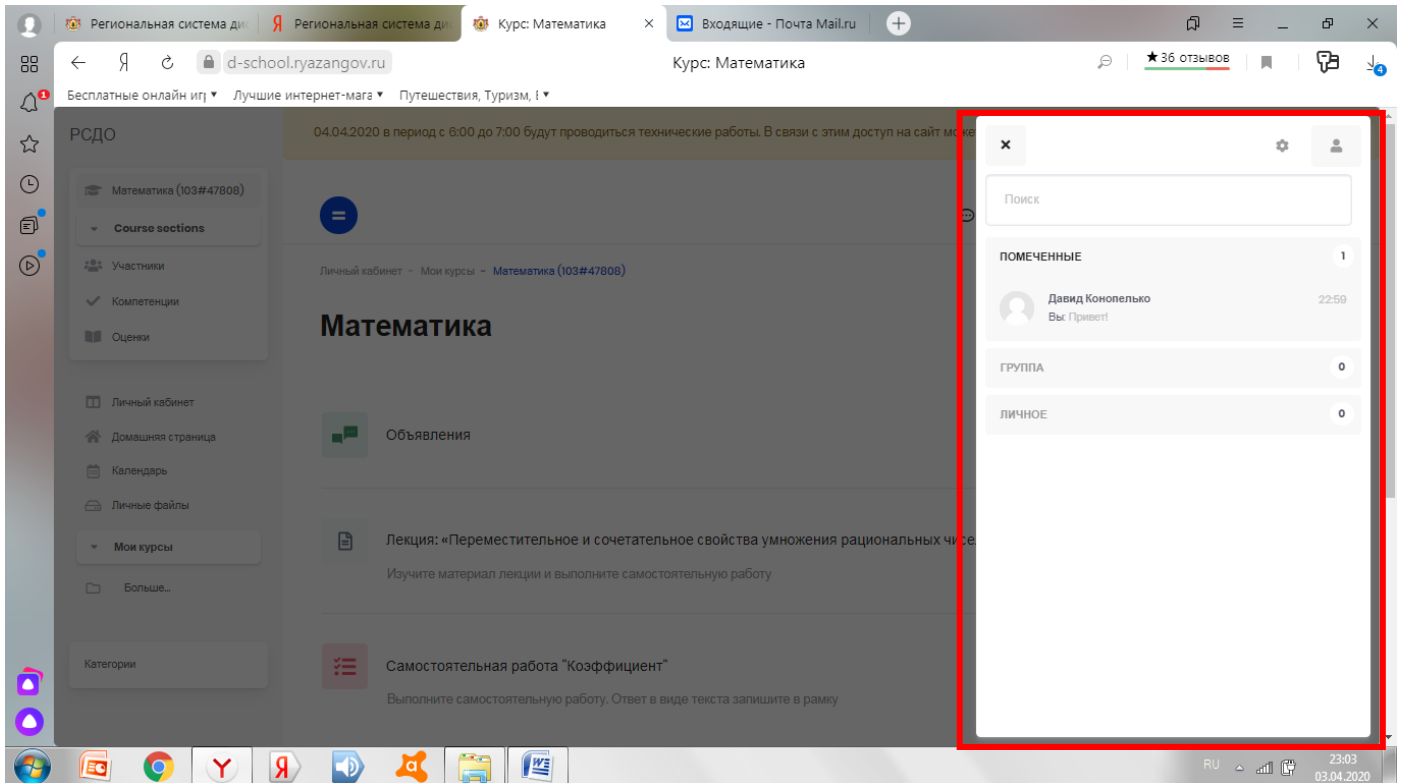 Региональная система ди
Я Региональная система ди
Курс: Математика
Входящие - Почта Mail.ru
Я
d-school.ryazangov.ru
Курс: Математика
★36 отзывов
4
1
Бесплатные онлайн игр
Лучшие интернет-мага
Путешествия, Туризм,
РСДО
04.04.2020 в период с 6:00 до 7:00 будут проводиться технические работы. В связи с этим доступ на сайт може
Математика (103#47808)
Course sections
Участники
Компетенции
Оценки
Личный кабинет
Домашняя страница
Календарь
Личные файлы
Мои курсы
Больше...
Категории
Личный кабинет - Мои курсы - Математика (103#47808)
Математика
Объявления
Лекция: «Переместительное и сочетательное свойства умножения рациональных чисе
Изучите материал лекции и выполните самостоятельную работу
Самостоятельная работа "Коэффициент"
Выполните самостоятельную работу. Ответ в виде текста запишите в рамку
Поиск
ПОМЕЧЕННЫЕ 1
Давид Конопелько 22:59
Вы: Привет!
ГРУППА 0
ЛИЧНОЕ 0
RU
23:03
03.04.2020